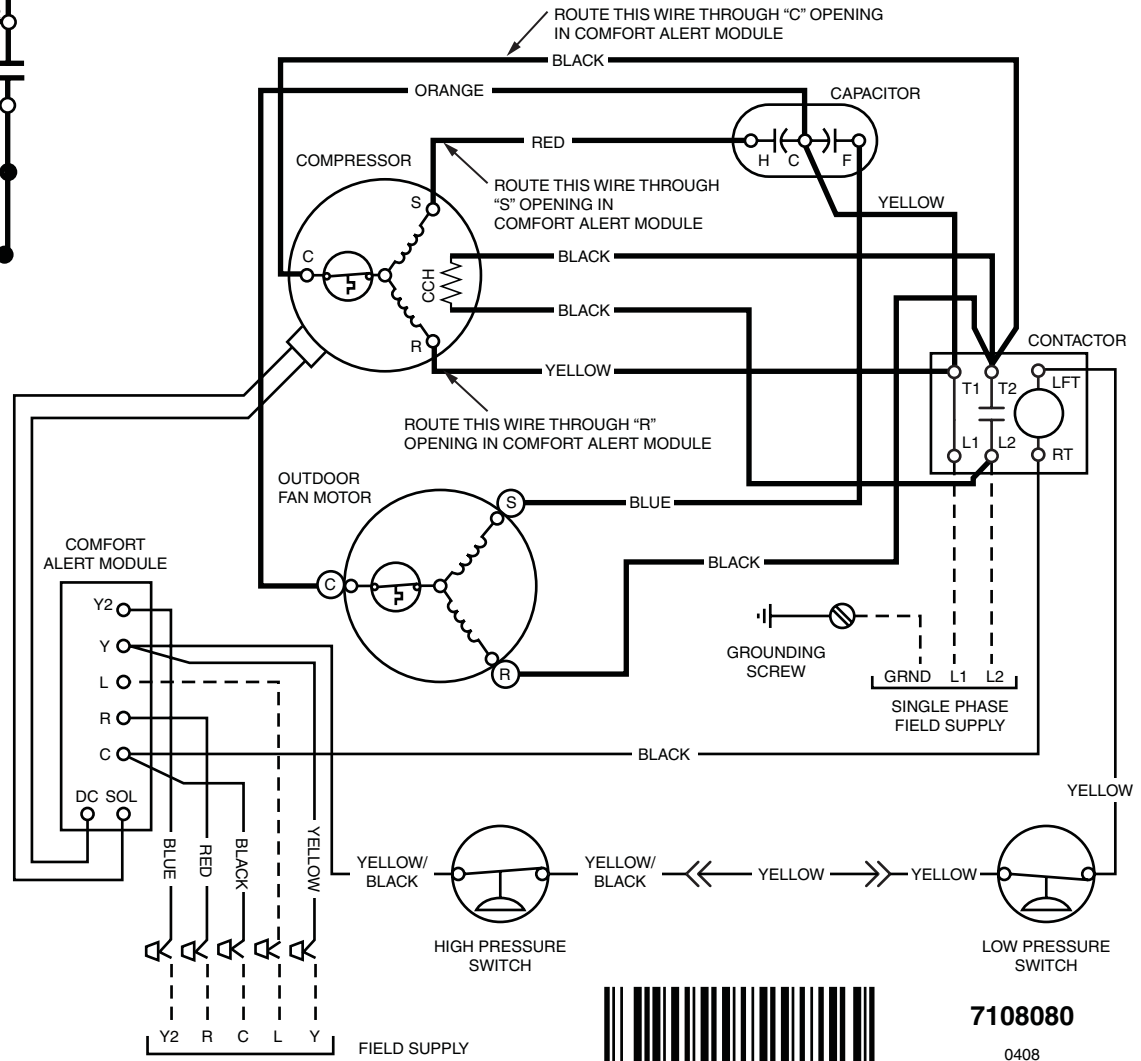 ROUTE THIS WIRE THROUGH “C” OPENING
IN COMFORT ALERT MODULE
BLACK
ORANGE
CAPACITOR
RED
H C F
COMPRESSOR
ROUTE THIS WIRE THROUGH
“S” OPENING IN
COMFORT ALERT MODULE
S
YELLOW
C
CCH
BLACK
BLACK
R
CONTACTOR
YELLOW
T1 T2 LFT
ROUTE THIS WIRE THROUGH “R”
OPENING IN COMFORT ALERT MODULE
L1 L2 RT
OUTDOOR
FAN MOTOR
S
BLUE
COMFORT
ALERT MODULE
BLACK
C
Y2
Y
GROUNDING
SCREW
R
L
GRND L1 L2
SINGLE PHASE
FIELD SUPPLY
R
C
BLACK
DC SOL
YELLOW
BLUE
RED
BLACK
YELLOW
YELLOW/
BLACK
YELLOW/
BLACK
YELLOW
YELLOW
HIGH PRESSURE
SWITCH
LOW PRESSURE
SWITCH
7108080
Y2 R C L Y
FIELD SUPPLY
0408